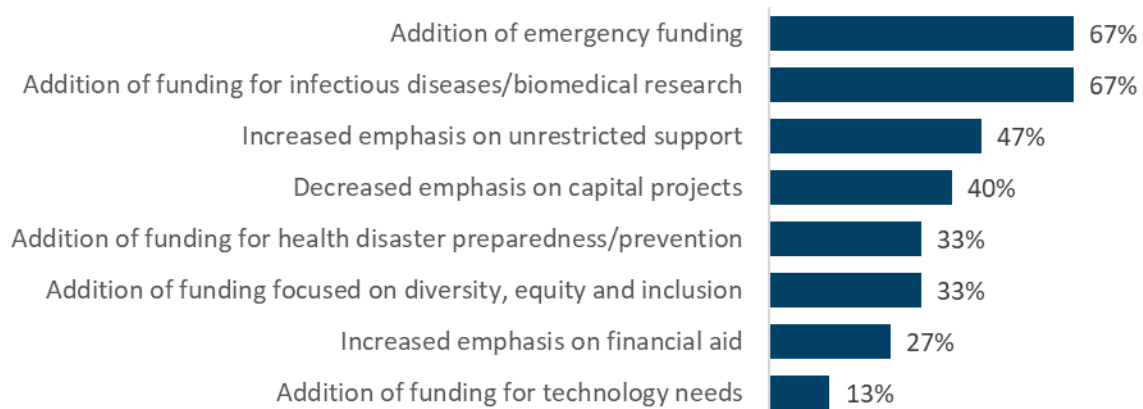 Addition of emergency funding 67%
Addition of funding for infectious diseases/biomedical research 67%
Increased emphasis on unrestricted support 47%
Decreased emphasis on capital projects 40%
Addition of funding for health disaster preparedness/prevention 33%
Addition of funding focused on diversity, equity and inclusion 33%
Increased emphasis on financial aid 27%
Addition of funding for technology needs 13%